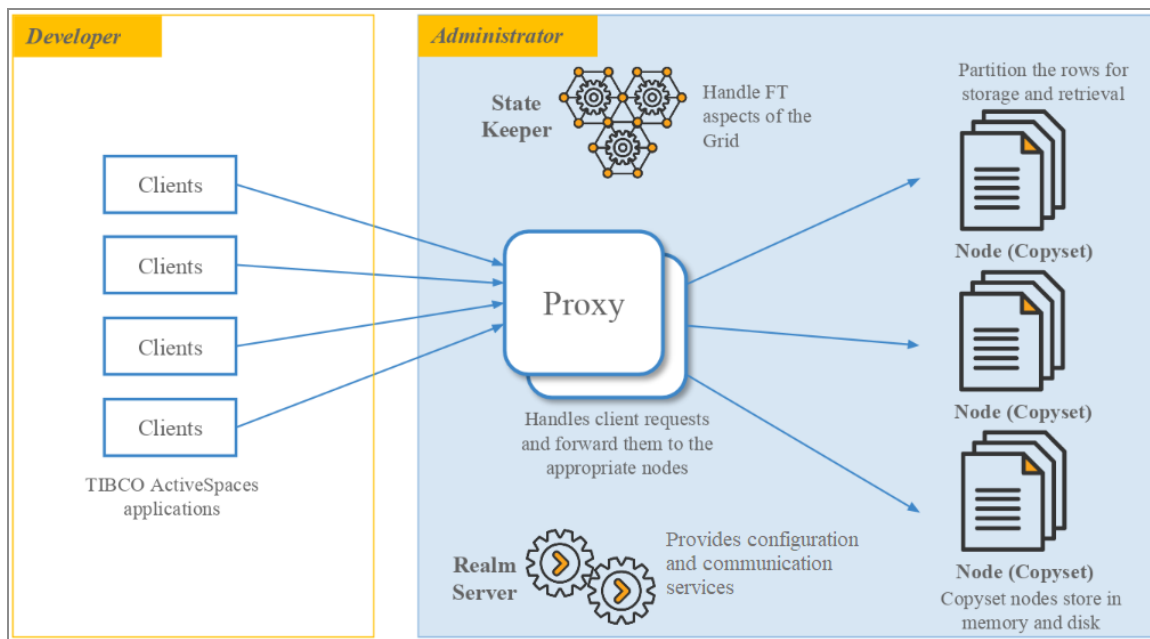 Developer
Administrator
State
Keeper
Handle FT
aspects of the
Grid
Partition the rows for
storage and retrieval
Clients
Clients
Clients
Clients
TIBCO ActiveSpaces
applications
Proxy
Handles client requests
and forward them to the
appropriate nodes
Node (Copyset)
Node (Copyset)
Node (Copyset)
Copyset nodes store in
memory and disk
Realm
Server
Provides configuration
and communication
services